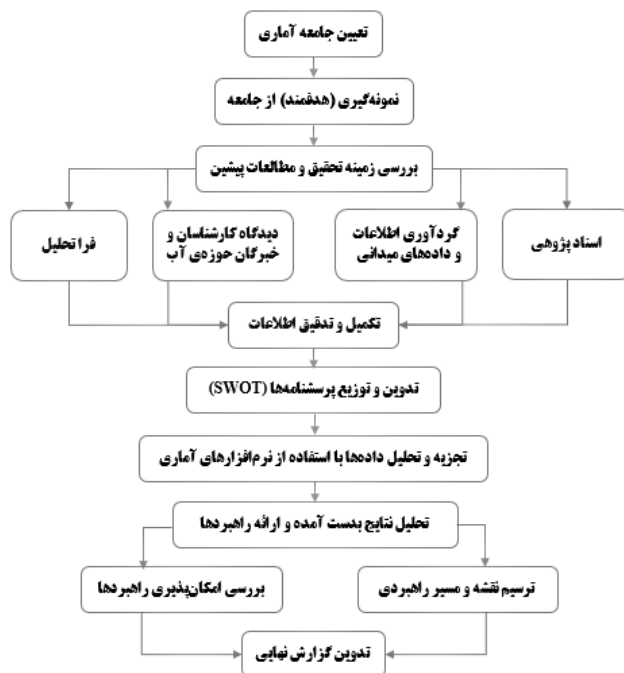 تعیین جامعه آماری
نمونه‌گیری (هدفمند) از جامعه
بررسی زمینه تحقیق و مطالعات پیشین
اسناد پژوهی
گردآوری اطلاعات
و داده‌های میدانی
دیدگاه کارشناسان و
خبرگان حوزه‌ی آب
فرا تحلیل
تکمیل و تدقیق اطلاعات
تدوین و توزیع پرسشنامه‌ها (SWOT)
تجزیه و تحلیل داده‌ها با استفاده از نرم‌افزارهای آماری
تحلیل نتایج بدست آمده و ارائه راهبردها
ترسیم نقشه و مسیر راهبردی
بررسی امکان‌پذیری راهبردها
تدوین گزارش نهایی